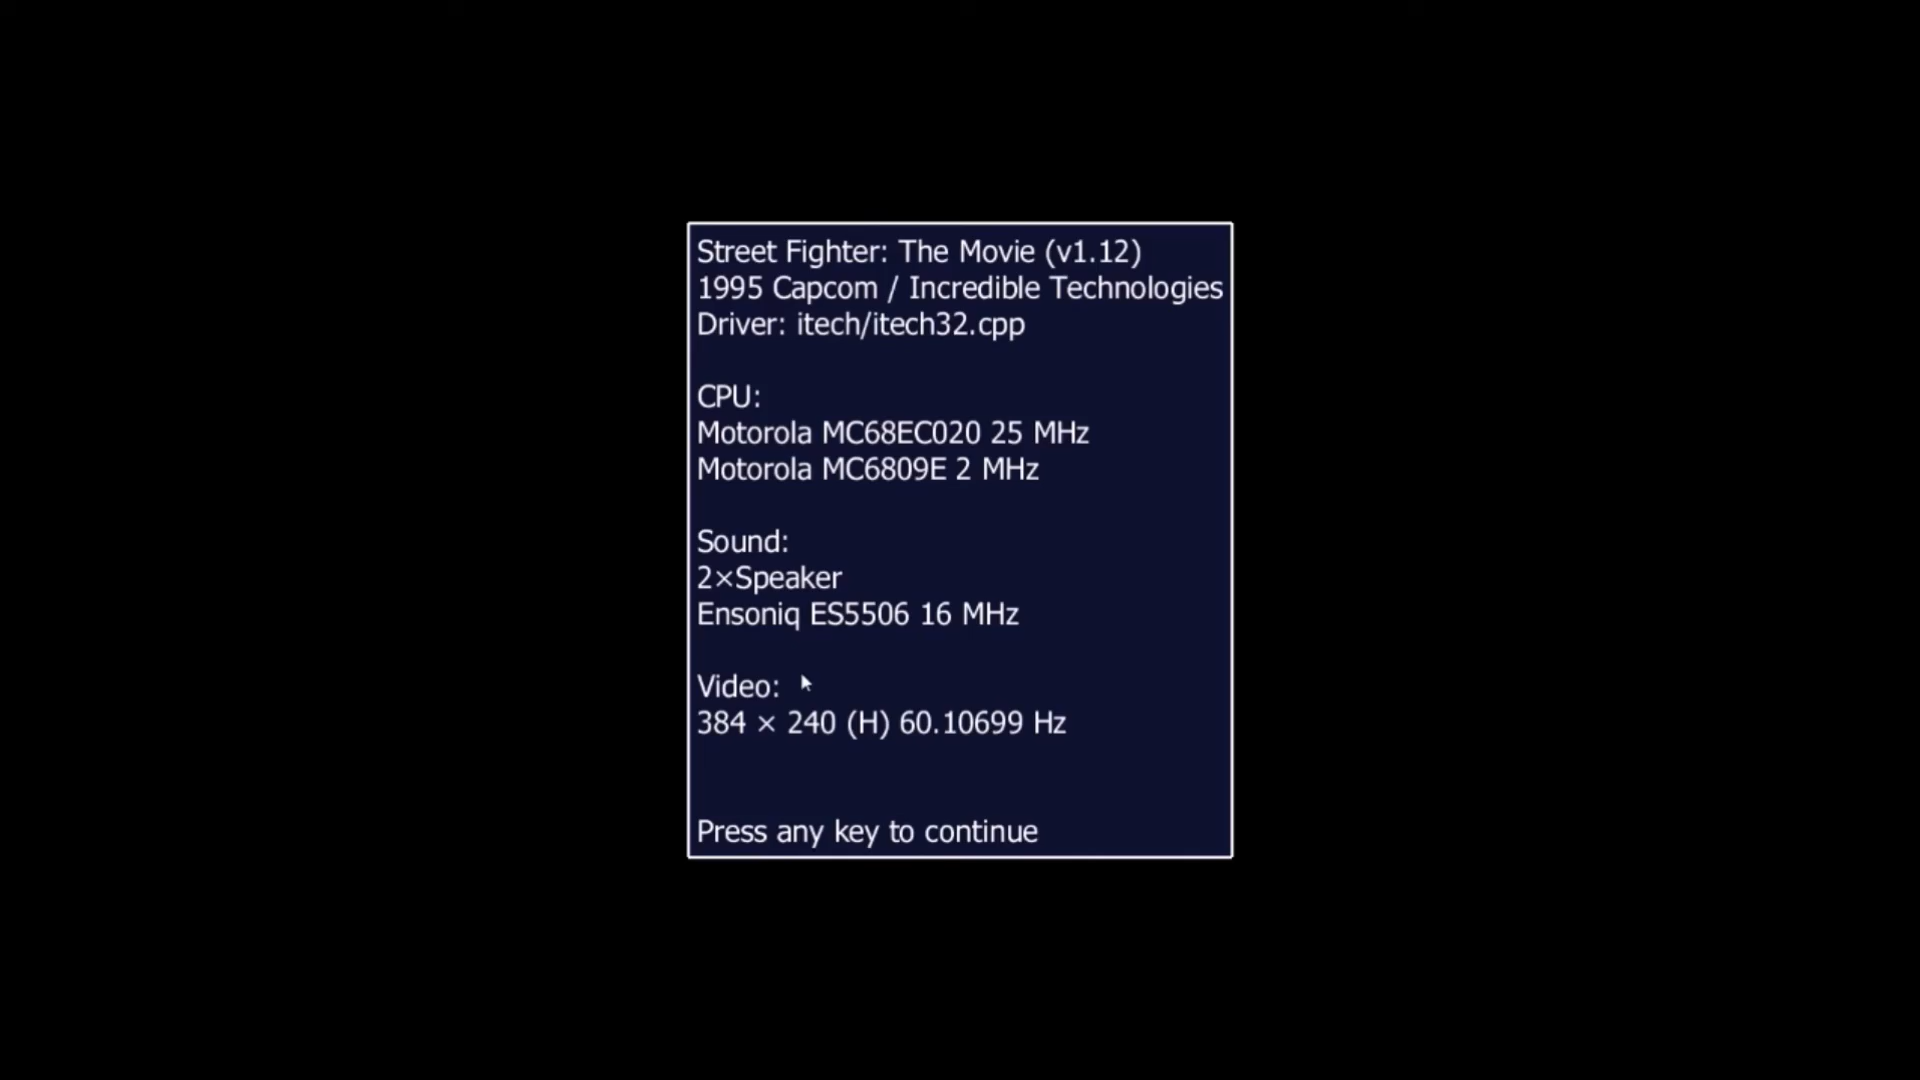 Street Fighter: The Movie (v1.12)
1995 Capcom / Incredible Technologies
Driver: itech/itech32.cpp
CPU:
Motorola MC68EC020 25 MHz
Motorola MC6809E 2 MHz
Sound:
2×Speaker
Ensoniq ES5506 16 MHz
Video:
384 × 240 (H) 60.10699 Hz
Press any key to continue